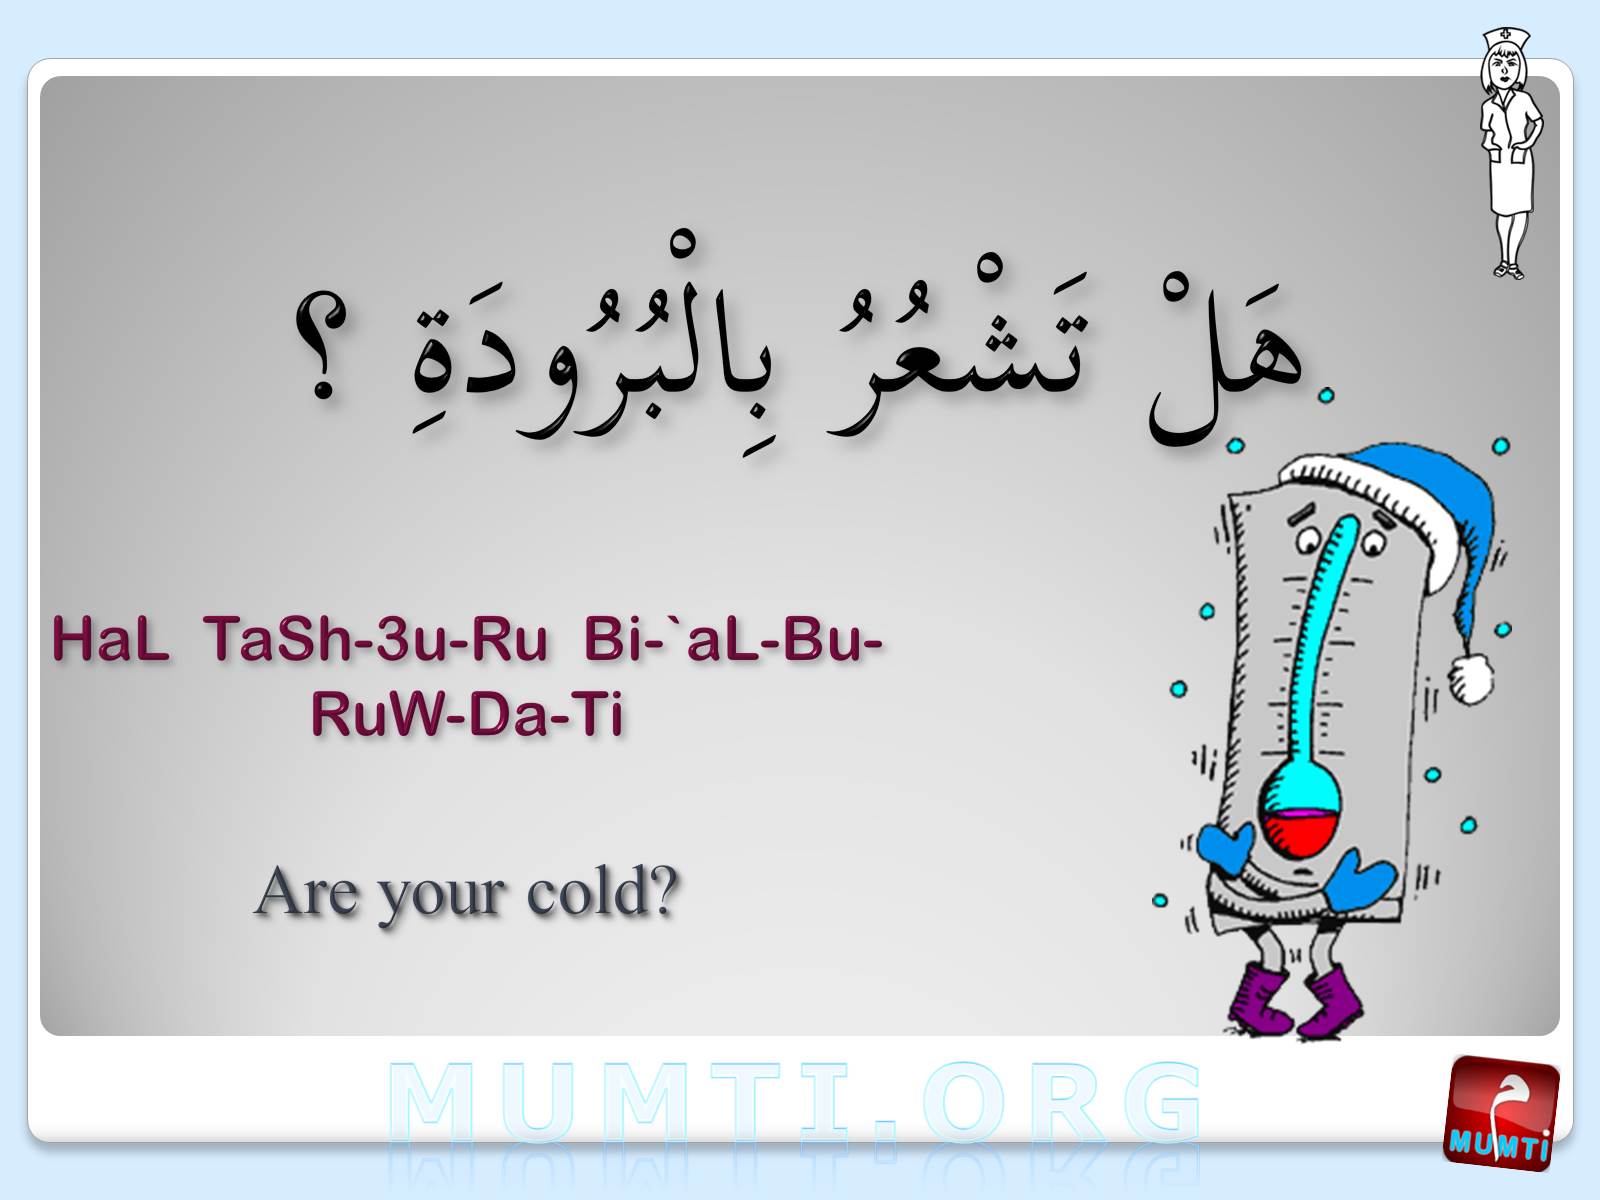 هَلْ تَشْعُرُ بِالْبُرُودَةِ ؟
HaL TaSh-3u-Ru Bi-`aL-Bu-
RuW-Da-Ti
Are your cold?
MUMTI.ORG
م
MUMTi